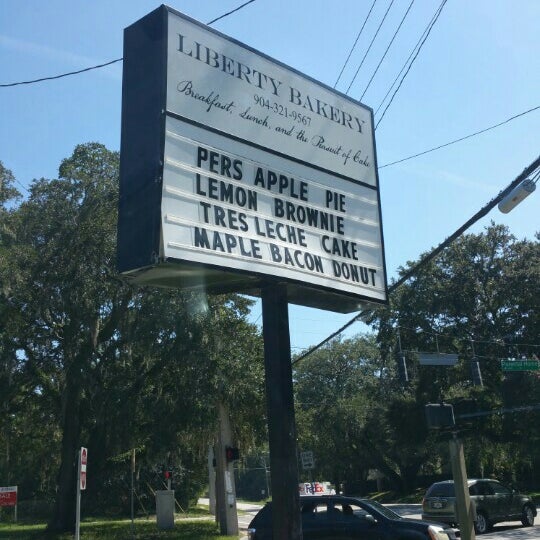 LIBERTY BAKERY
904-321-9567
Breakfast, Lunch, and the Pursuit of Cake
PERS APPLE PIE
LEMON BROWNIE
TRES LECHE CAKE
MAPLE BACON DONUT
FedEx